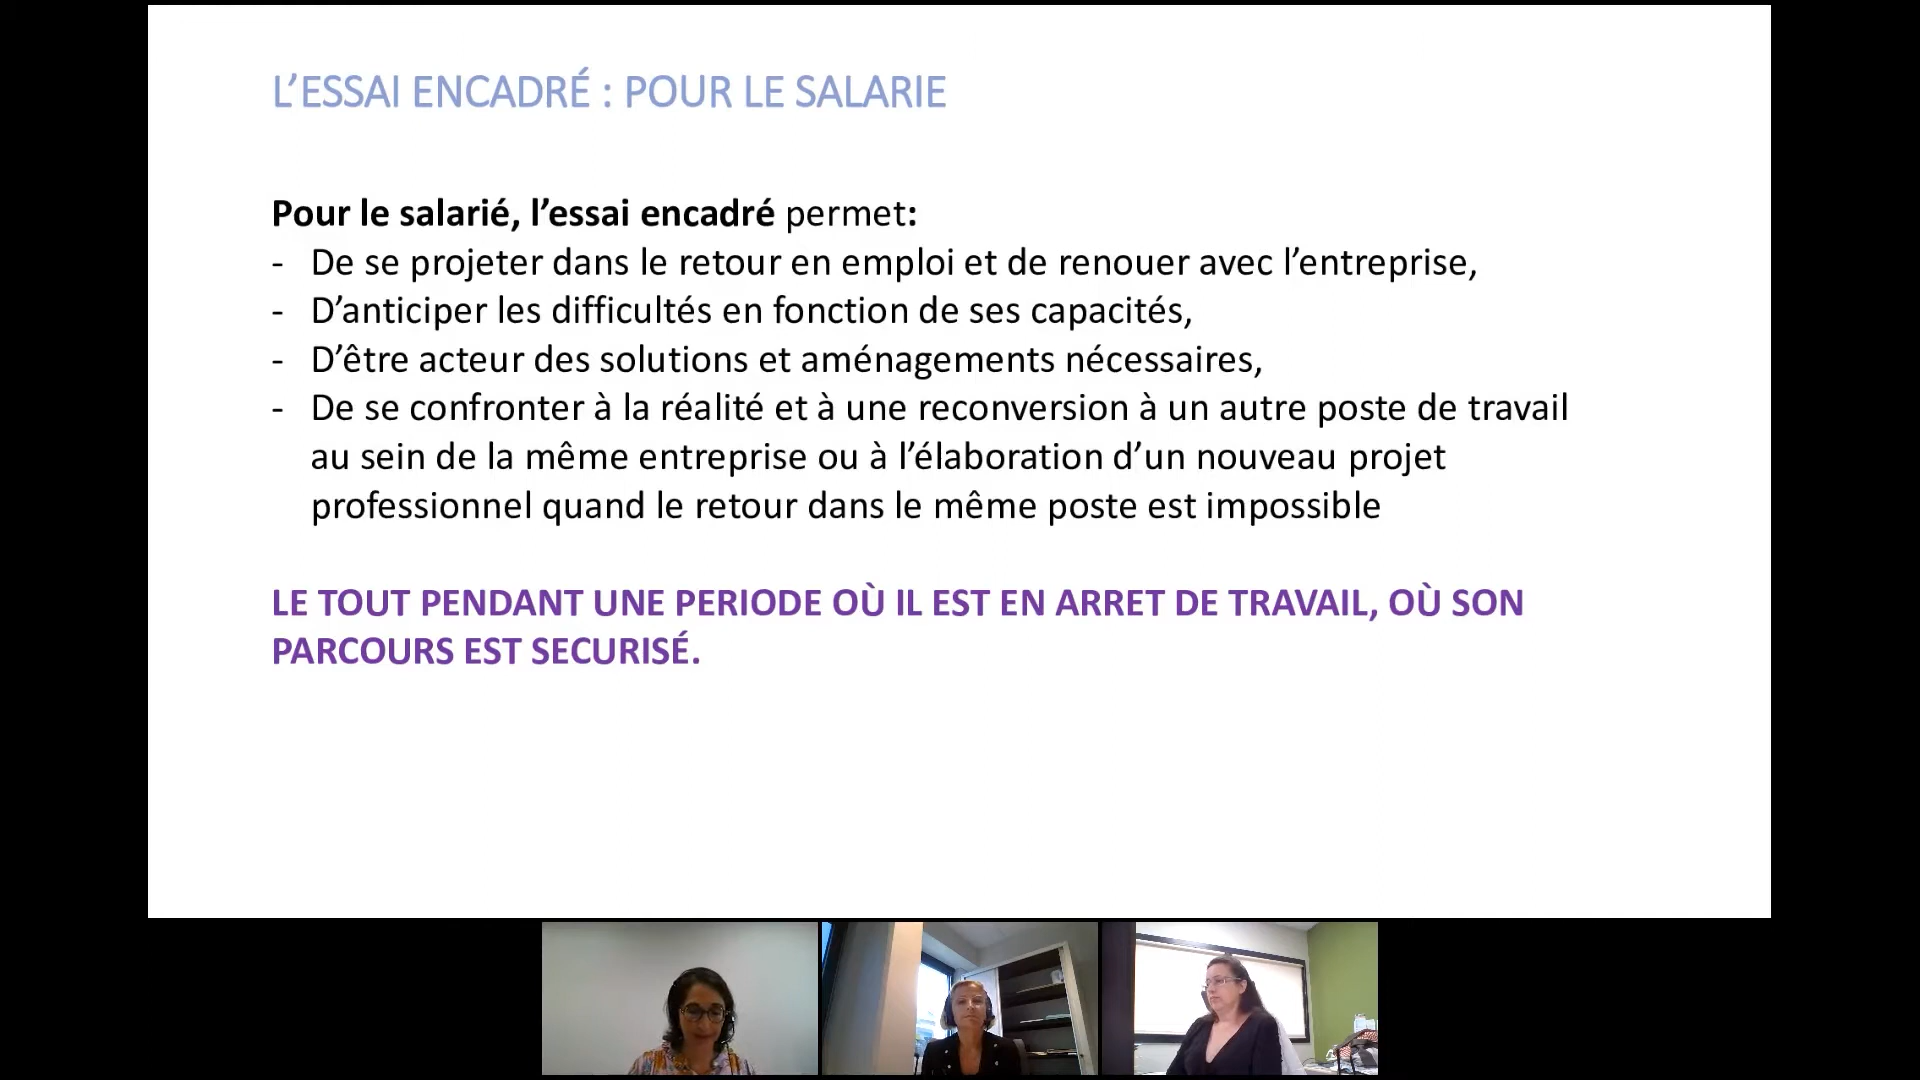 L’ESSAI ENCADRÉ : POUR LE SALARIE
Pour le salarié, l’essai encadré permet:
- De se projeter dans le retour en emploi et de renouer avec l’entreprise,
- D’anticiper les difficultés en fonction de ses capacités,
- D’être acteur des solutions et aménagements nécessaires,
- De se confronter à la réalité et à une reconversion à un autre poste de travail
au sein de la même entreprise ou à l’élaboration d’un nouveau projet
professionnel quand le retour dans le même poste est impossible
LE TOUT PENDANT UNE PERIODE OÙ IL EST EN ARRET DE TRAVAIL, OÙ SON
PARCOURS EST SECURISÉ.